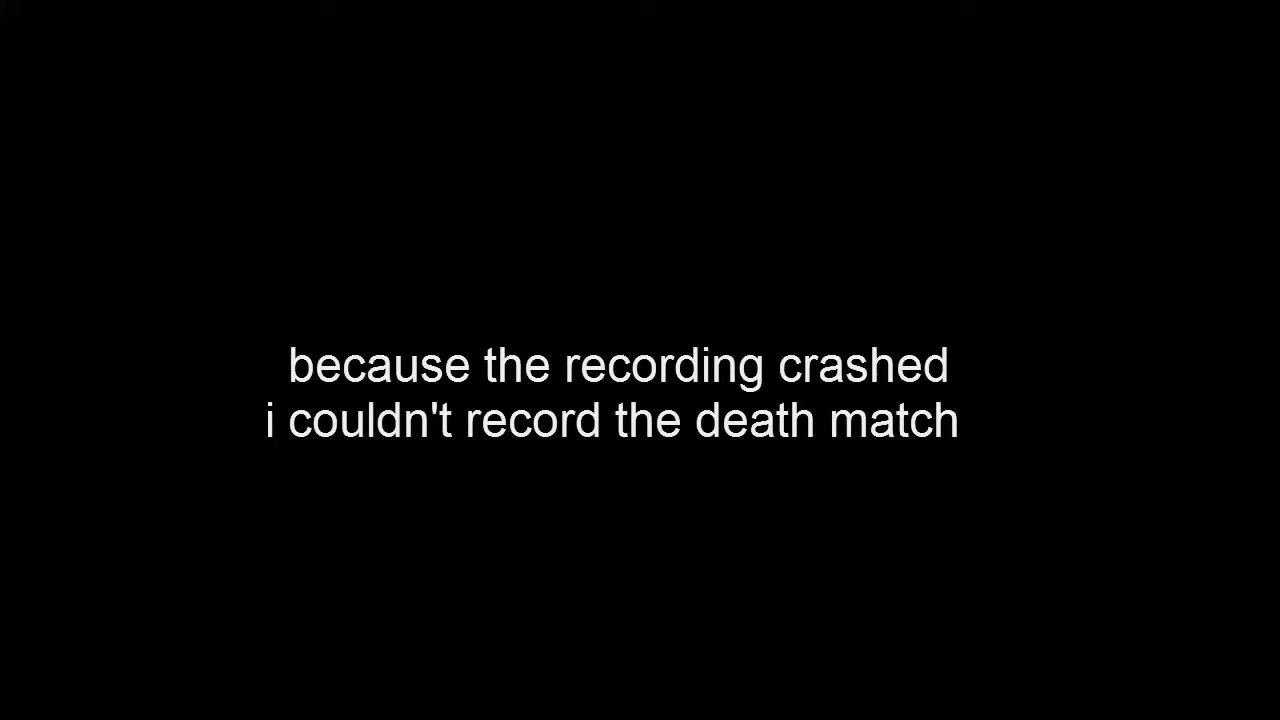 because the recording crashed
i couldn't record the death match